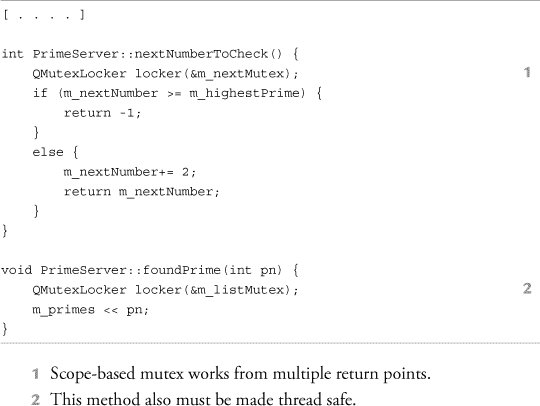 [ . . . . ]
int PrimeServer::nextNumberToCheck() {
    QMutexLocker locker(&m_nextMutex); 1
    if (m_nextNumber >= m_highestPrime) {
        return -1;
    }
    else {
        m_nextNumber+= 2;
        return m_nextNumber;
    }
}
void PrimeServer::foundPrime(int pn) {
    QMutexLocker locker(&m_listMutex); 2
    m_primes << pn;
}
1 Scope-based mutex works from multiple return points.
2 This method also must be made thread safe.